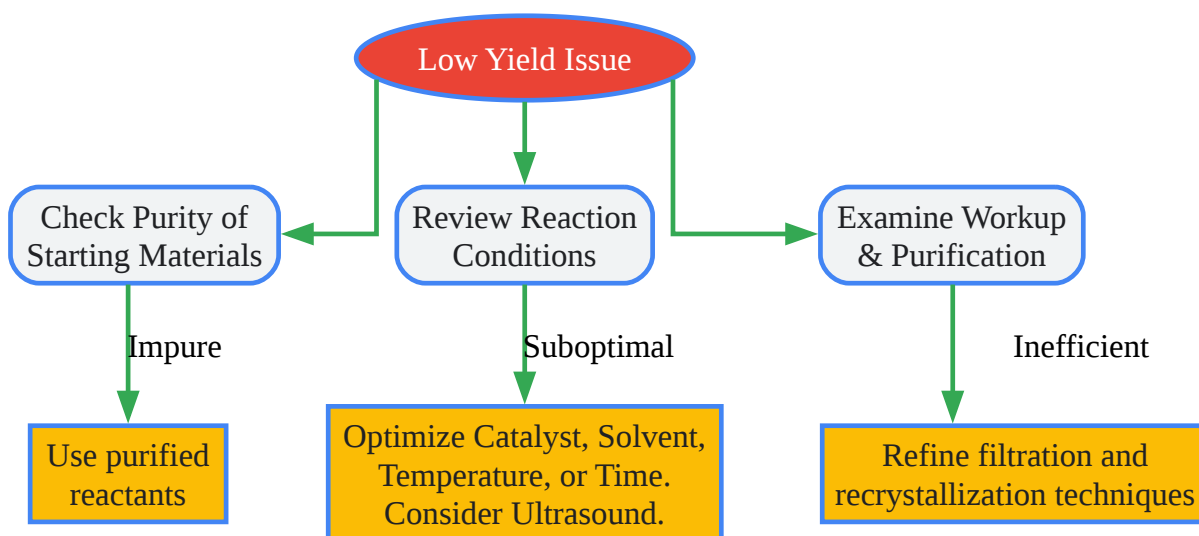 Low Yield Issue
Check Purity of
Starting Materials
Review Reaction
Conditions
Examine Workup
& Purification
Impure
Suboptimal
Inefficient
Use purified
reactants
Optimize Catalyst, Solvent,
Temperature, or Time.
Consider Ultrasound.
Refine filtration and
recrystallization techniques